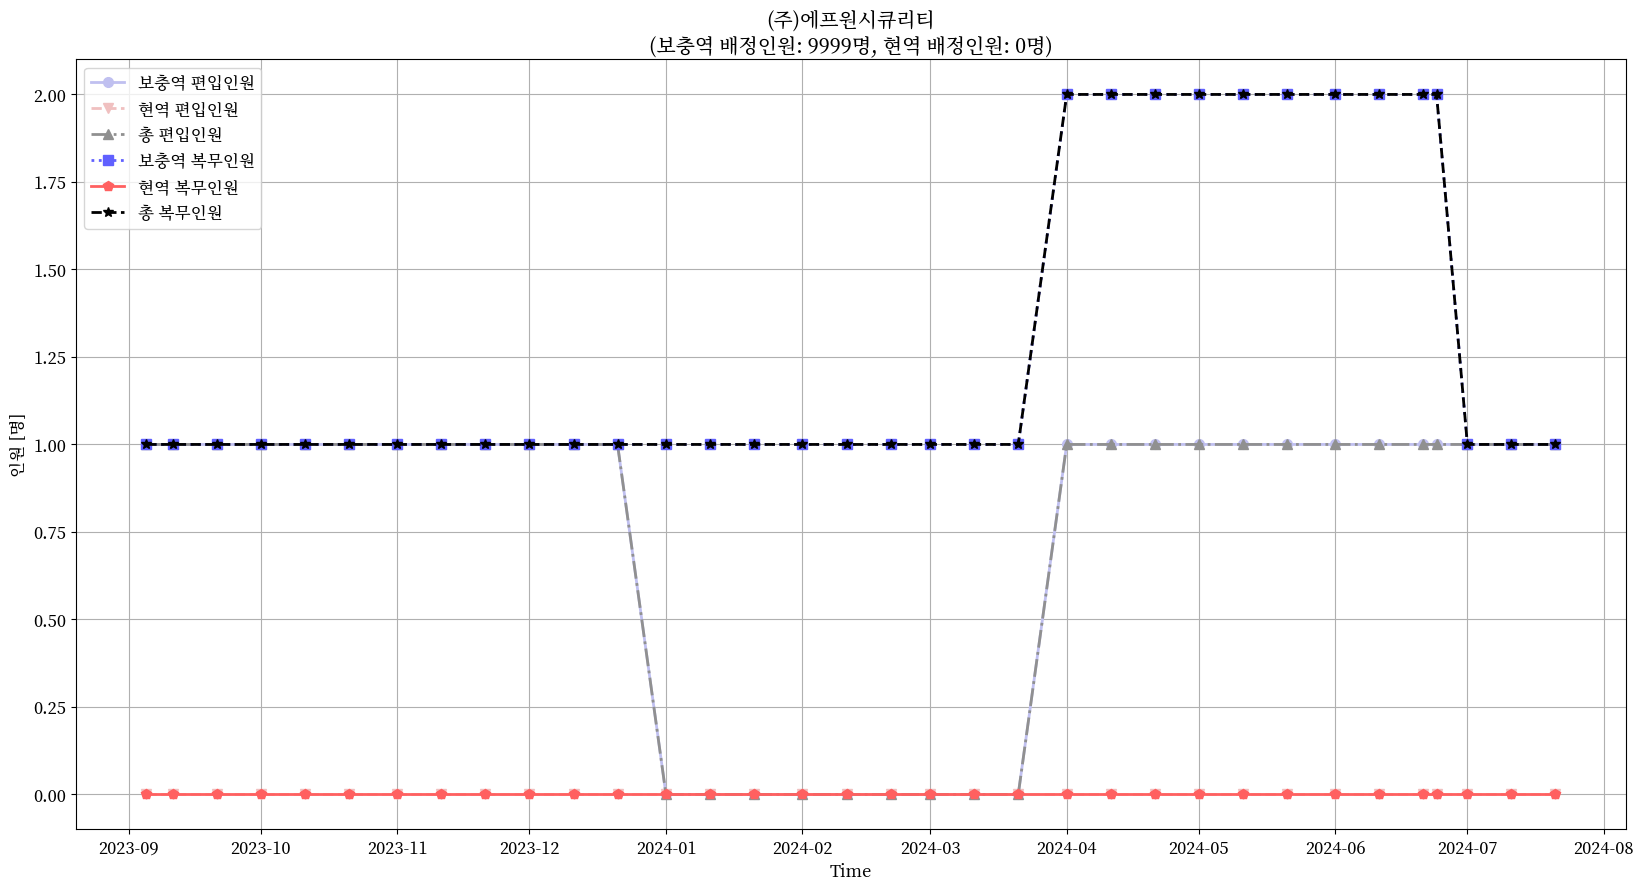 (주)에프원시큐리티
(보충역 배정인원: 9999명, 현역 배정인원: 0명)
보충역 편입인원
현역 편입인원
총 편입인원
보충역 복무인원
현역 복무인원
총 복무인원
인원 [명]
2.00
1.75
1.50
1.25
1.00
0.75
0.50
0.25
0.00
2023-09 2023-10 2023-11 2023-12 2024-01 2024-02 2024-03 2024-04 2024-05 2024-06 2024-07 2024-08
Time